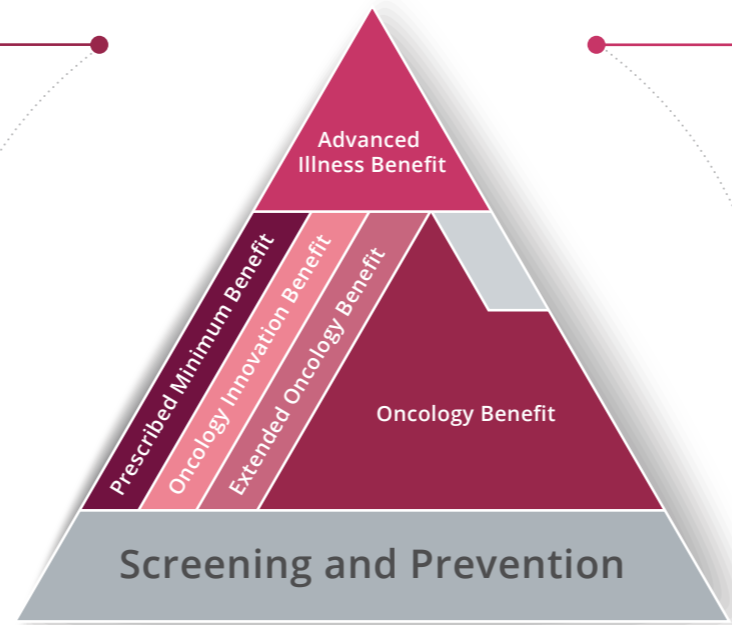 Advanced
Illness Benefit
Prescribed Minimum Benefit
Oncology Innovation Benefit
Extended Oncology Benefit
Oncology Benefit
Screening and Prevention